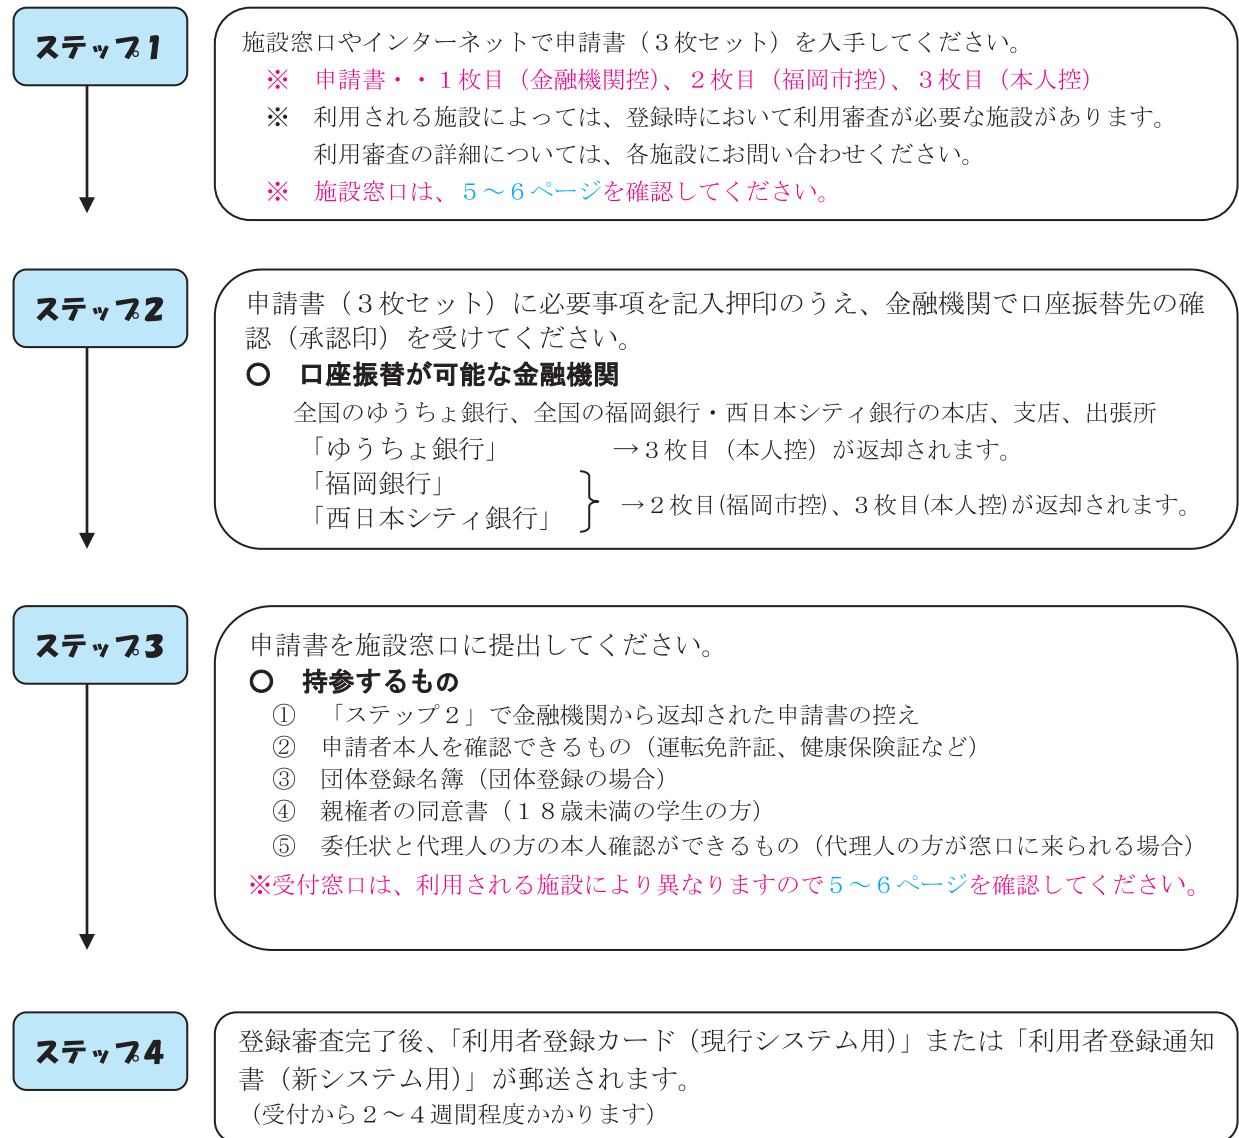 ステップ1
施設窓口やインターネットで申請書（３枚セット）を入手してください。
※　申請書・・１枚目（金融機関控）、２枚目（福岡市控）、３枚目（本人控）
※　利用される施設によっては、登録時において利用審査が必要な施設があります。
利用審査の詳細については、各施設にお問い合わせください。
※　施設窓口は、５～６ページを確認してください。
ステップ2
申請書（３枚セット）に必要事項を記入押印のうえ、金融機関で口座振替先の確
認（承認印）を受けてください。
○　口座振替が可能な金融機関
全国のゆうちょ銀行、全国の福岡銀行・西日本シティ銀行の本店、支店、出張所
「ゆうちょ銀行」　→３枚目（本人控）が返却されます。
「福岡銀行」
「西日本シティ銀行」
→２枚目(福岡市控)、３枚目(本人控)が返却されます。
ステップ3
申請書を施設窓口に提出してください。
○　持参するもの
①　「ステップ２」で金融機関から返却された申請書の控え
②　申請者本人を確認できるもの（運転免許証、健康保険証など）
③　団体登録名簿（団体登録の場合）
④　親権者の同意書（１８歳未満の学生の方）
⑤　委任状と代理人の方の本人確認ができるもの（代理人の方が窓口に来られる場合）
※受付窓口は、利用される施設により異なりますので５～６ページを確認してください。
ステップ4
登録審査完了後、「利用者登録カード（現行システム用）」または「利用者登録通知
書（新システム用）」が郵送されます。
（受付から２～４週間程度かかります）